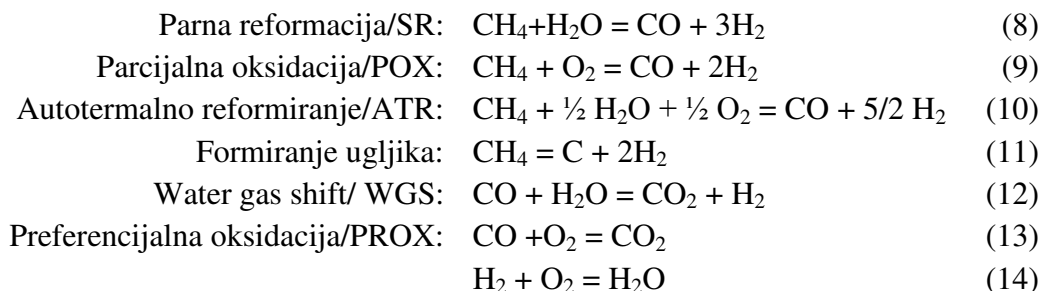 Parna reformacija/SR: CH₄+H₂O = CO + 3H₂ (8)
Parcijalna oksidacija/POX: CH₄ + O₂ = CO + 2H₂ (9)
Autotermalno reformiranje/ATR: CH₄ + ½ H₂O + ½ O₂ = CO + 5/2 H₂ (10)
Formiranje ugljika: CH₄ = C + 2H₂ (11)
Water gas shift/ WGS: CO + H₂O = CO₂ + H₂ (12)
Preferencijalna oksidacija/PROX: CO +O₂ = CO₂ (13)
H₂ + O₂ = H₂O (14)